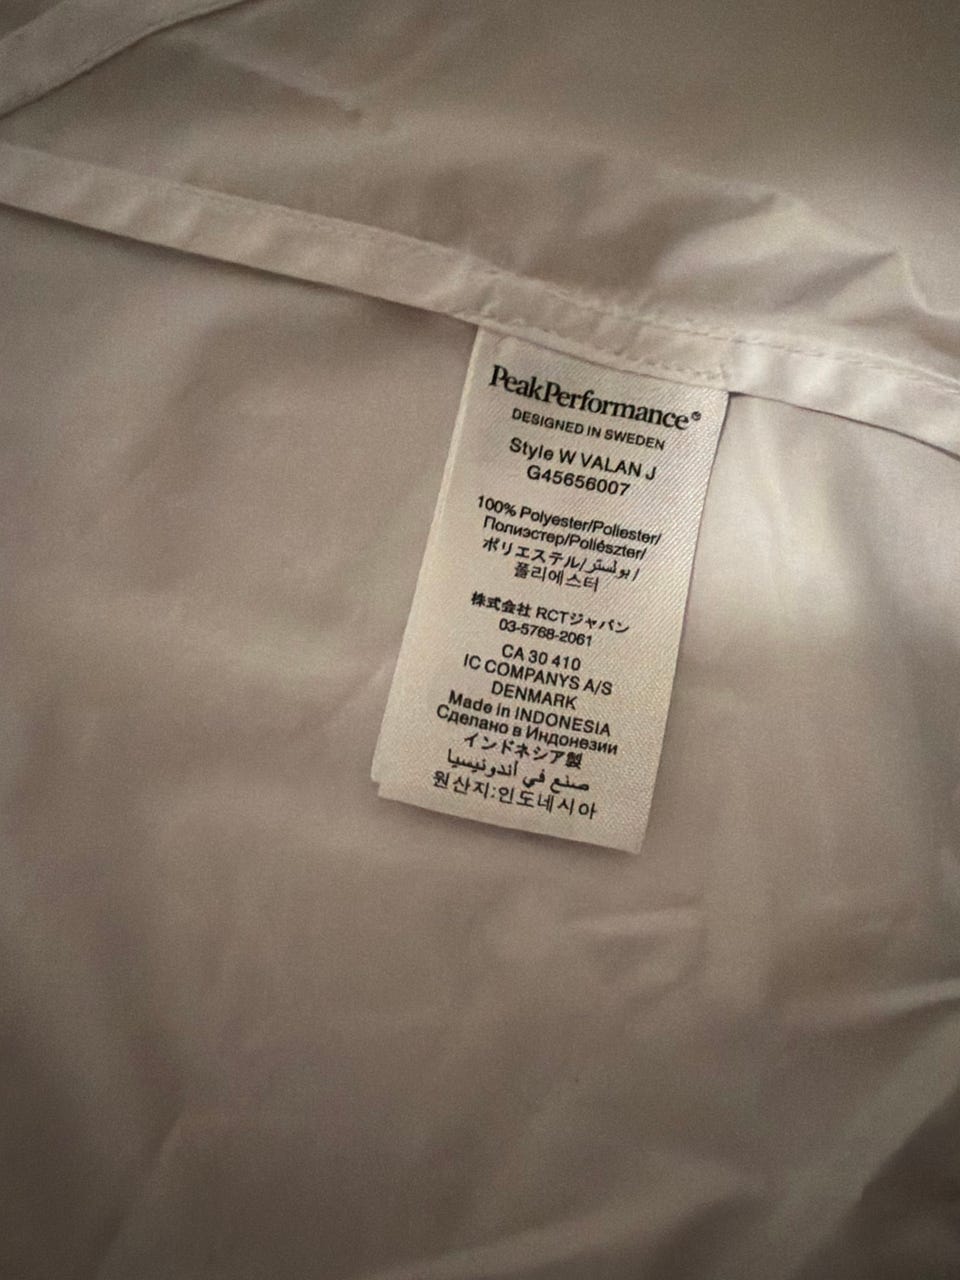 PeakPerformance®
DESIGNED IN SWEDEN
Style W VALAN J
G45656007
100% Polyester/Poliester/
Полиэстер/Poliészter/
ポリエステル/بولستر/
폴리에스터
株式会社 RCTジャパン
03-5768-2061
CA 30 410
IC COMPANYS A/S
DENMARK
Made in INDONESIA
Сделано в Индонезии
インドネシア製
صنع في أندونيسيا
원산지:인도네시아